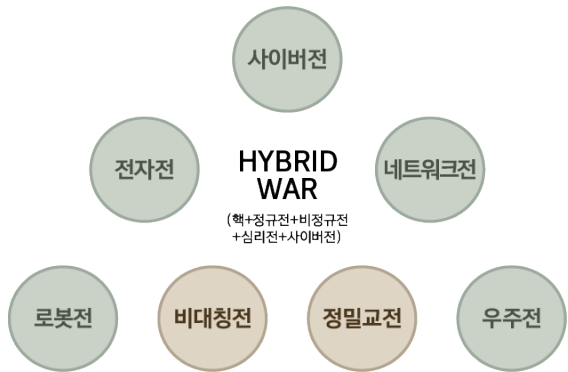 사이버전
전자전
HYBRID
WAR
(핵+정규전+비정규전
+심리전+사이버전)
네트워크전
로봇전
비대칭전
정밀교전
우주전